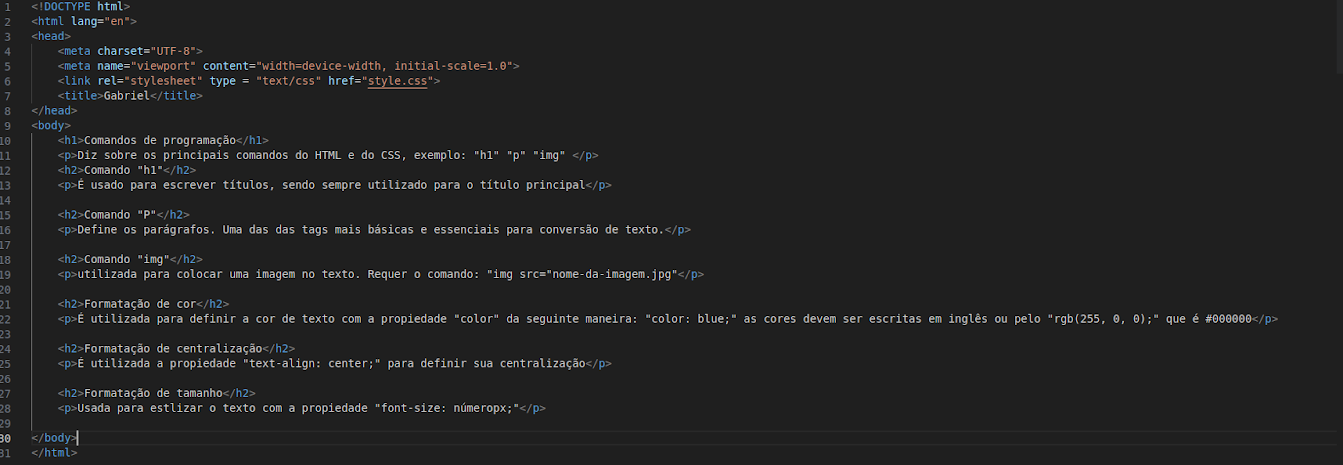 1 <!DOCTYPE html>
2 <html lang="en">
3 <head>
4 <meta charset="UTF-8">
5 <meta name="viewport" content="width=device-width, initial-scale=1.0">
6 <link rel="stylesheet" type = "text/css" href="style.css">
7 <title>Gabriel</title>
8 </head>
9 <body>
10 <h1>Comandos de programação</h1>
11 <p>Diz sobre os principais comandos do HTML e do CSS, exemplo: "h1" "p" "img" </p>
12 <h2>Comando "h1"</h2>
13 <p>É usado para escrever títulos, sendo sempre utilizado para o título principal</p>
14
15 <h2>Comando "P"</h2>
16 <p>Define os parágrafos. Uma das das tags mais básicas e essenciais para conversão de texto.</p>
17
18 <h2>Comando "img"</h2>
19 <p>utilizada para colocar uma imagem no texto. Requer o comando: "img src="nome-da-imagem.jpg"</p>
20
21 <h2>Formatação de cor</h2>
22 <p>É utilizada para definir a cor de texto com a propiedade "color" da seguinte maneira: "color: blue;" as cores devem ser escritas em inglês ou pelo "rgb(255, 0, 0);" que é #000000</p>
23
24 <h2>Formatação de centralização</h2>
25 <p>É utilizada a propiedade "text-align: center;" para definir sua centralização</p>
26
27 <h2>Formatação de tamanho</h2>
28 <p>Usada para estlizar o texto com a propiedade "font-size: númeropx;"</p>
29
30 </body>
31 </html>